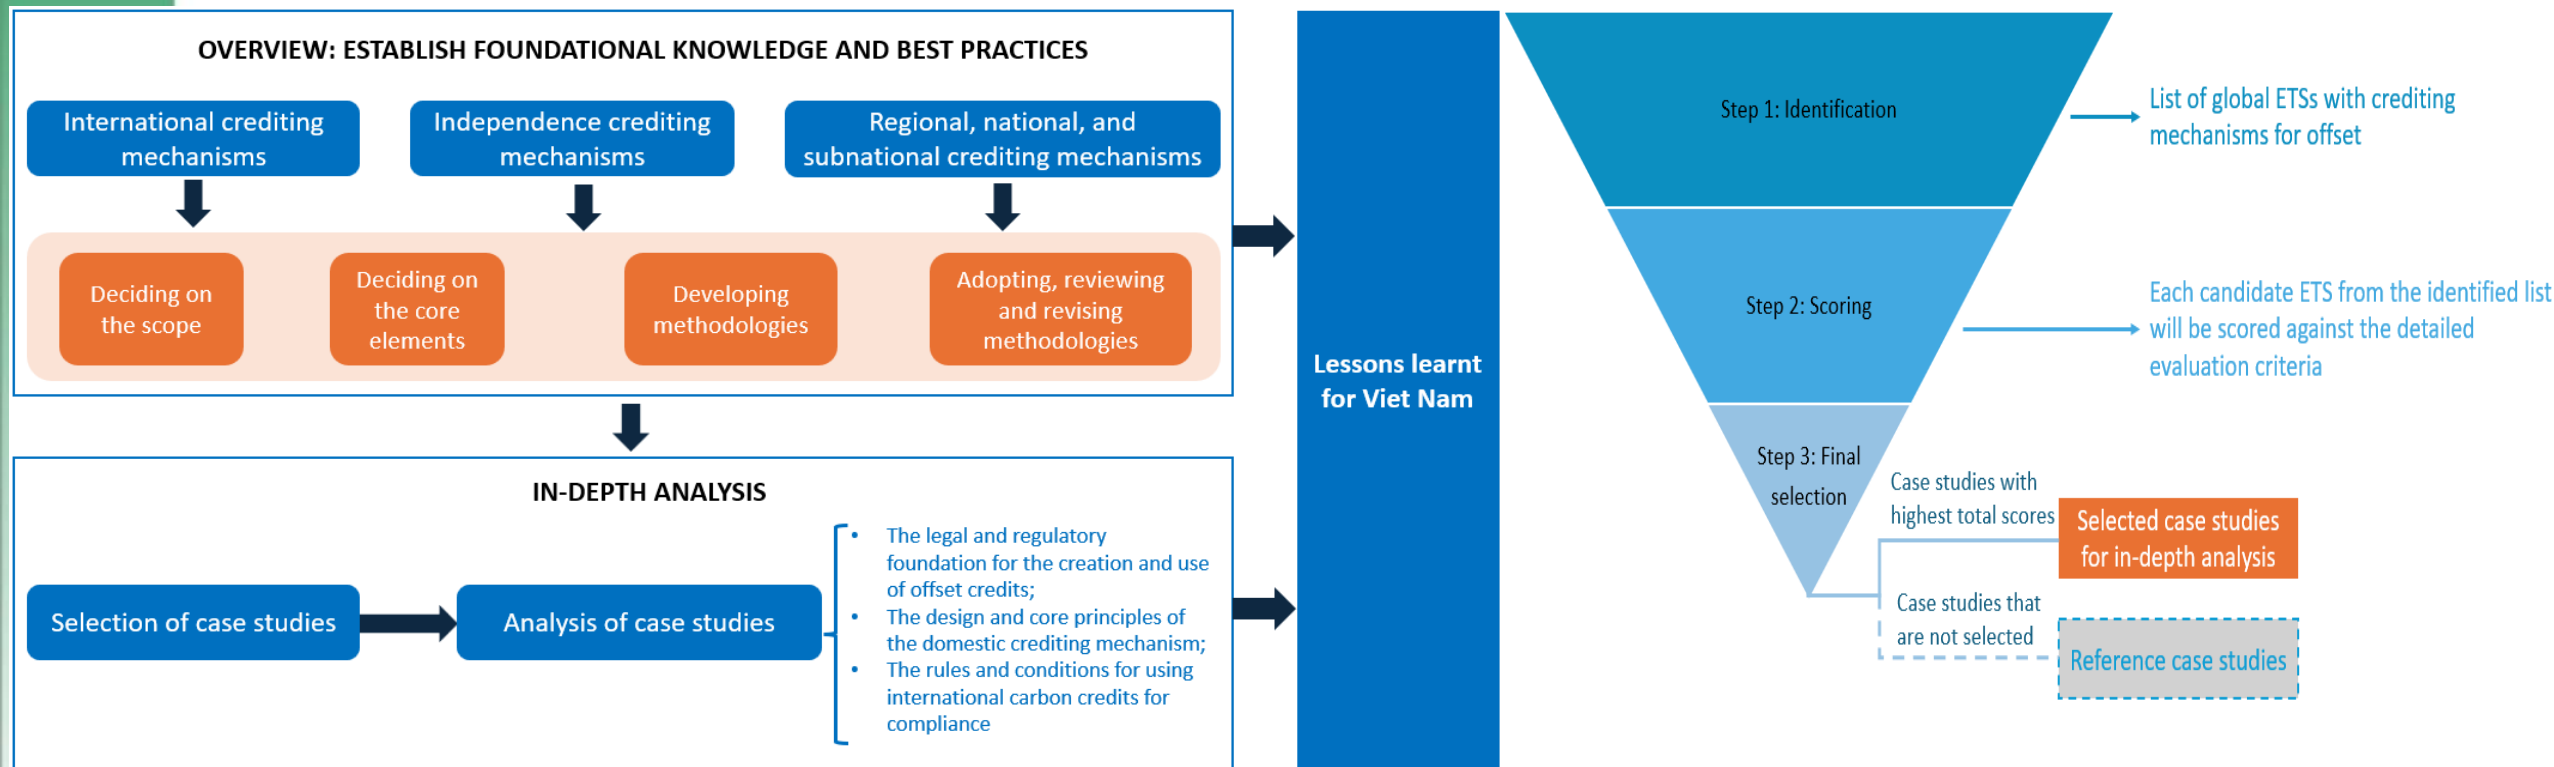 OVERVIEW: ESTABLISH FOUNDATIONAL KNOWLEDGE AND BEST PRACTICES
International crediting
mechanisms
Independence crediting
mechanisms
Regional, national, and
subnational crediting mechanisms
Deciding on
the scope
Deciding on
the core
elements
Developing
methodologies
Adopting, reviewing
and revising
methodologies
IN-DEPTH ANALYSIS
Selection of case studies
Analysis of case studies
• The legal and regulatory
foundation for the creation and use
of offset credits;
• The design and core principles of
the domestic crediting mechanism;
• The rules and conditions for using
international carbon credits for
compliance
Lessons learnt
for Viet Nam
Step 1: Identification
List of global ETSs with crediting
mechanisms for offset
Step 2: Scoring
Each candidate ETS from the identified list
will be scored against the detailed
evaluation criteria
Step 3: Final
selection
Case studies with
highest total scores
Selected case studies
for in-depth analysis
Case studies that
are not selected
Reference case studies